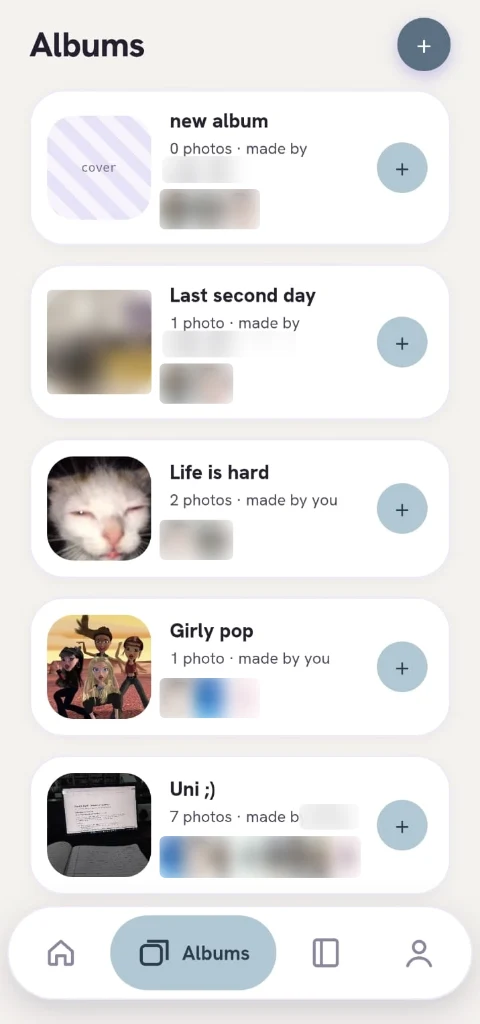 Albums
+
new album
cover
0 photos · made by
+
Last second day
1 photo · made by
+
Life is hard
2 photos · made by you
+
Girly pop
1 photo · made by you
+
Uni ;)
7 photos · made b
+
Albums